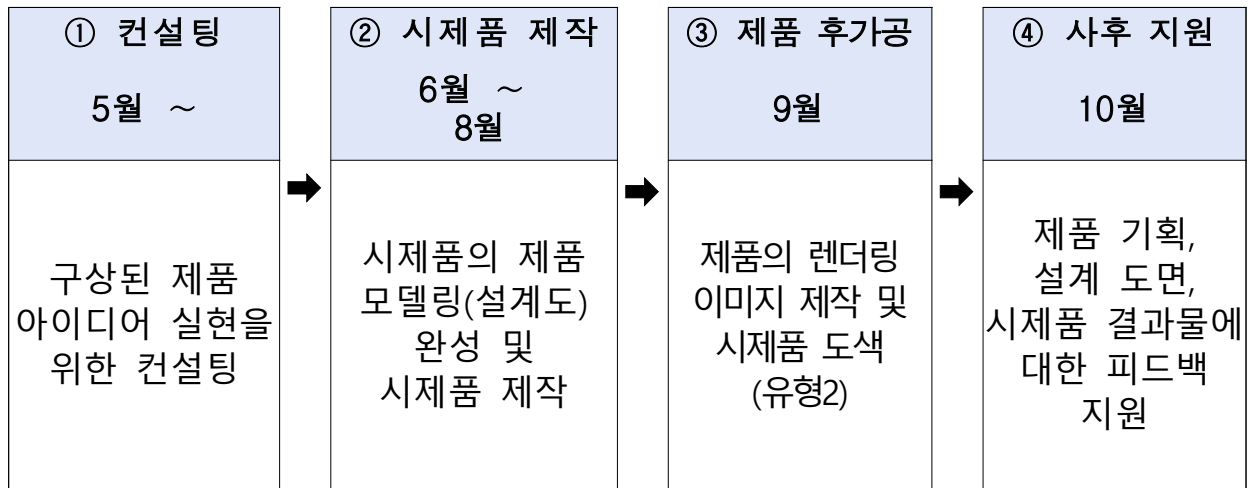 ① 컨설팅
5월 ~
구상된 제품
아이디어 실현을
위한 컨설팅
② 시제품 제작
6월 ~
8월
시제품의 제품
모델링(설계도)
완성 및
시제품 제작
③ 제품 후가공
9월
제품의 렌더링
이미지 제작 및
시제품 도색
(유형2)
④ 사후 지원
10월
제품 기획,
설계 도면,
시제품 결과물에
대한 피드백
지원